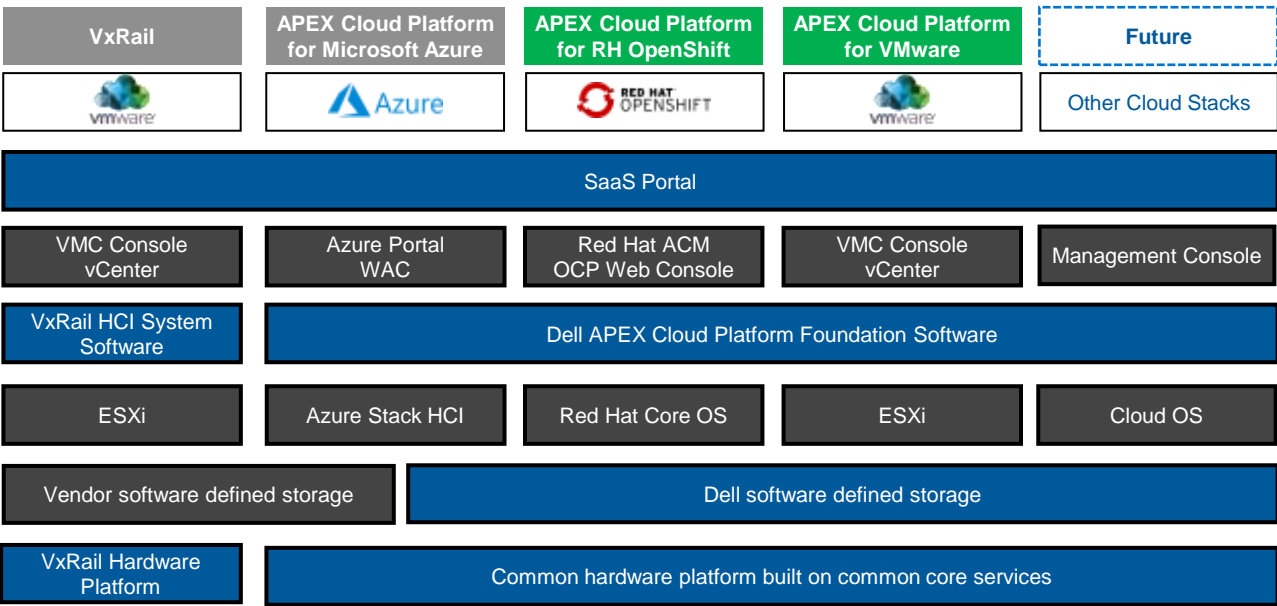 VxRail
APEX Cloud Platform
for Microsoft Azure
APEX Cloud Platform
for RH OpenShift
APEX Cloud Platform
for VMware
Future
vmware
Azure
RED HAT
OPENSHIFT
vmware
Other Cloud Stacks
SaaS Portal
VMC Console
vCenter
Azure Portal
WAC
Red Hat ACM
OCP Web Console
VMC Console
vCenter
Management Console
VxRail HCI System
Software
Dell APEX Cloud Platform Foundation Software
ESXi
Azure Stack HCI
Red Hat Core OS
ESXi
Cloud OS
Vendor software defined storage
Dell software defined storage
VxRail Hardware
Platform
Common hardware platform built on common core services